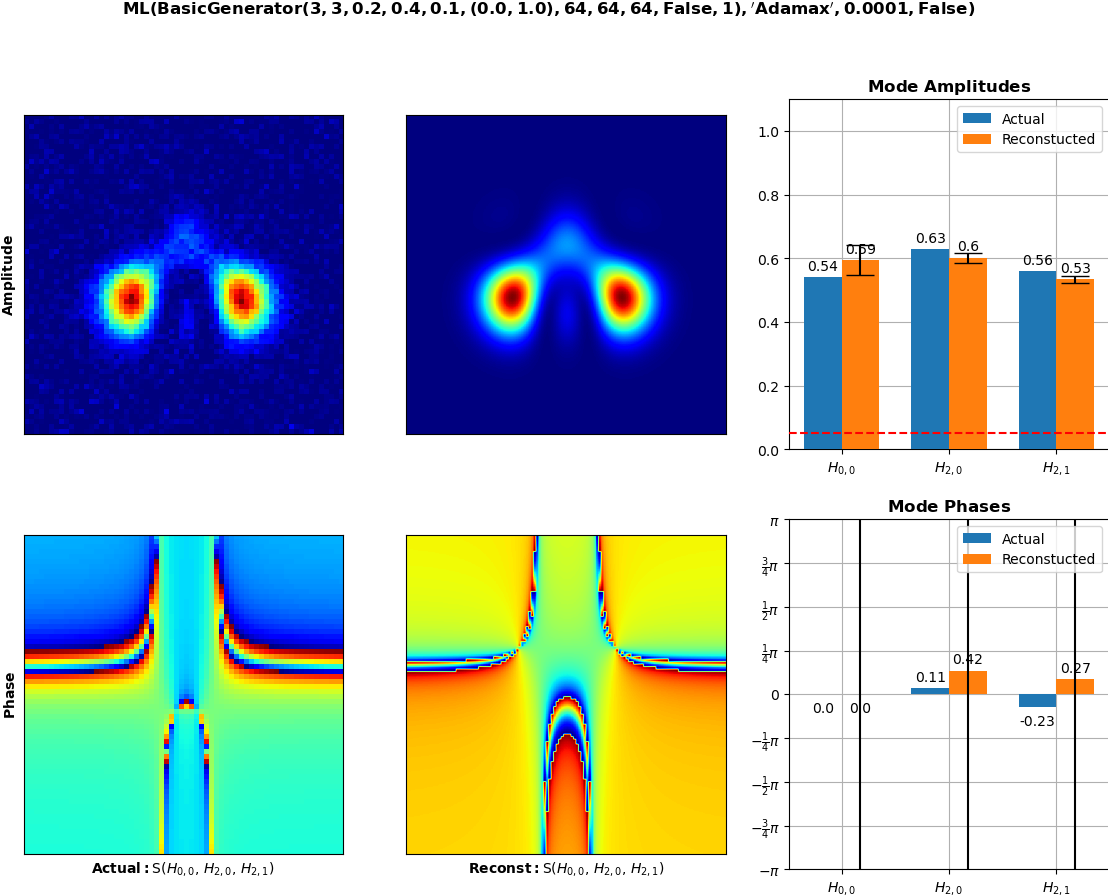 ML(BasicGenerator(3, 3, 0.2, 0.4, 0.1, (0.0, 1.0), 64, 64, 64, False, 1), ′Adamax′, 0.0001, False)
Amplitude
Mode Amplitudes
Actual
Reconstucted
1.0
0.8
0.6
0.4
0.2
0.0
0.54
0.59
0.63
0.6
0.56
0.53
H0,0
H2,0
H2,1
Phase
Actual: S(H0,0, H2,0, H2,1)
Reconst: S(H0,0, H2,0, H2,1)
Mode Phases
Actual
Reconstucted
π
3/4π
1/2π
1/4π
0
−1/4π
−1/2π
−3/4π
−π
0.0
0.0
0.11
0.42
-0.23
0.27
H0,0
H2,0
H2,1